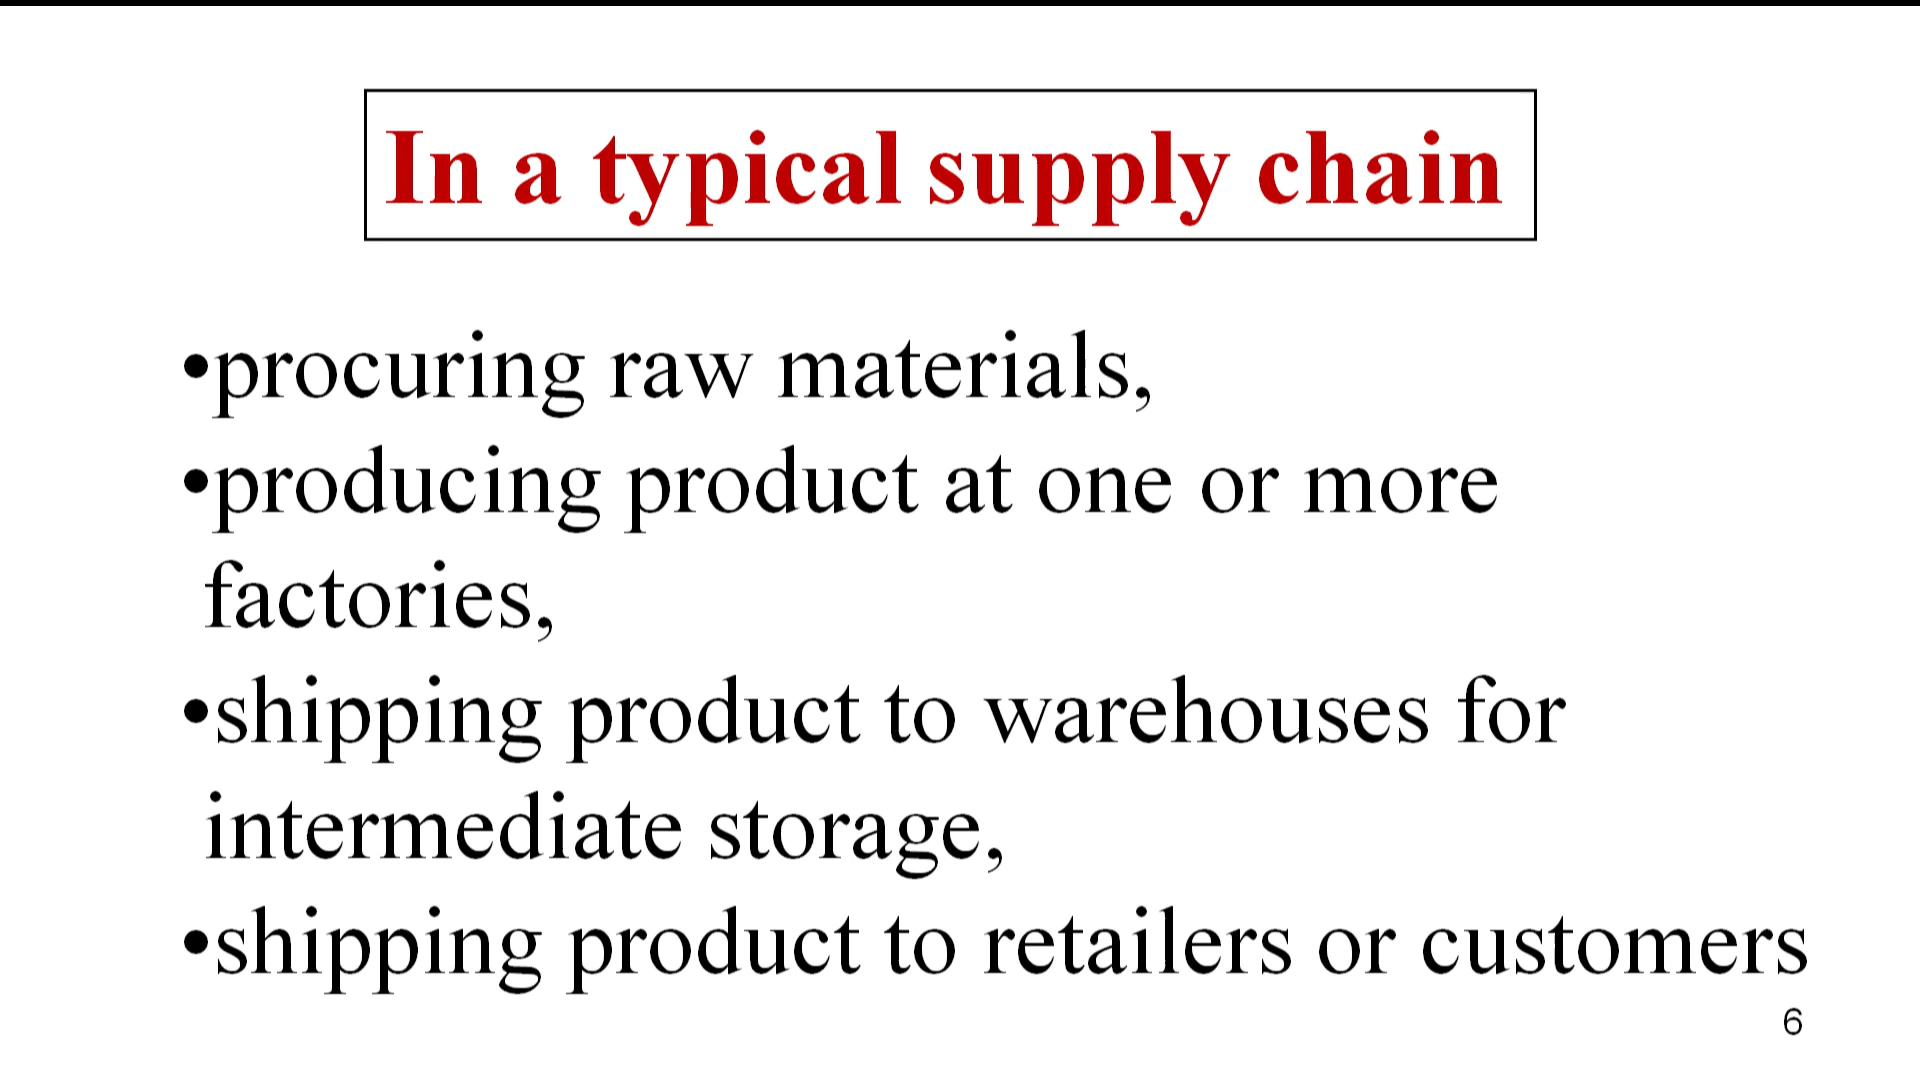 In a typical supply chain
•procuring raw materials,
•producing product at one or more
factories,
•shipping product to warehouses for
intermediate storage,
•shipping product to retailers or customers
6